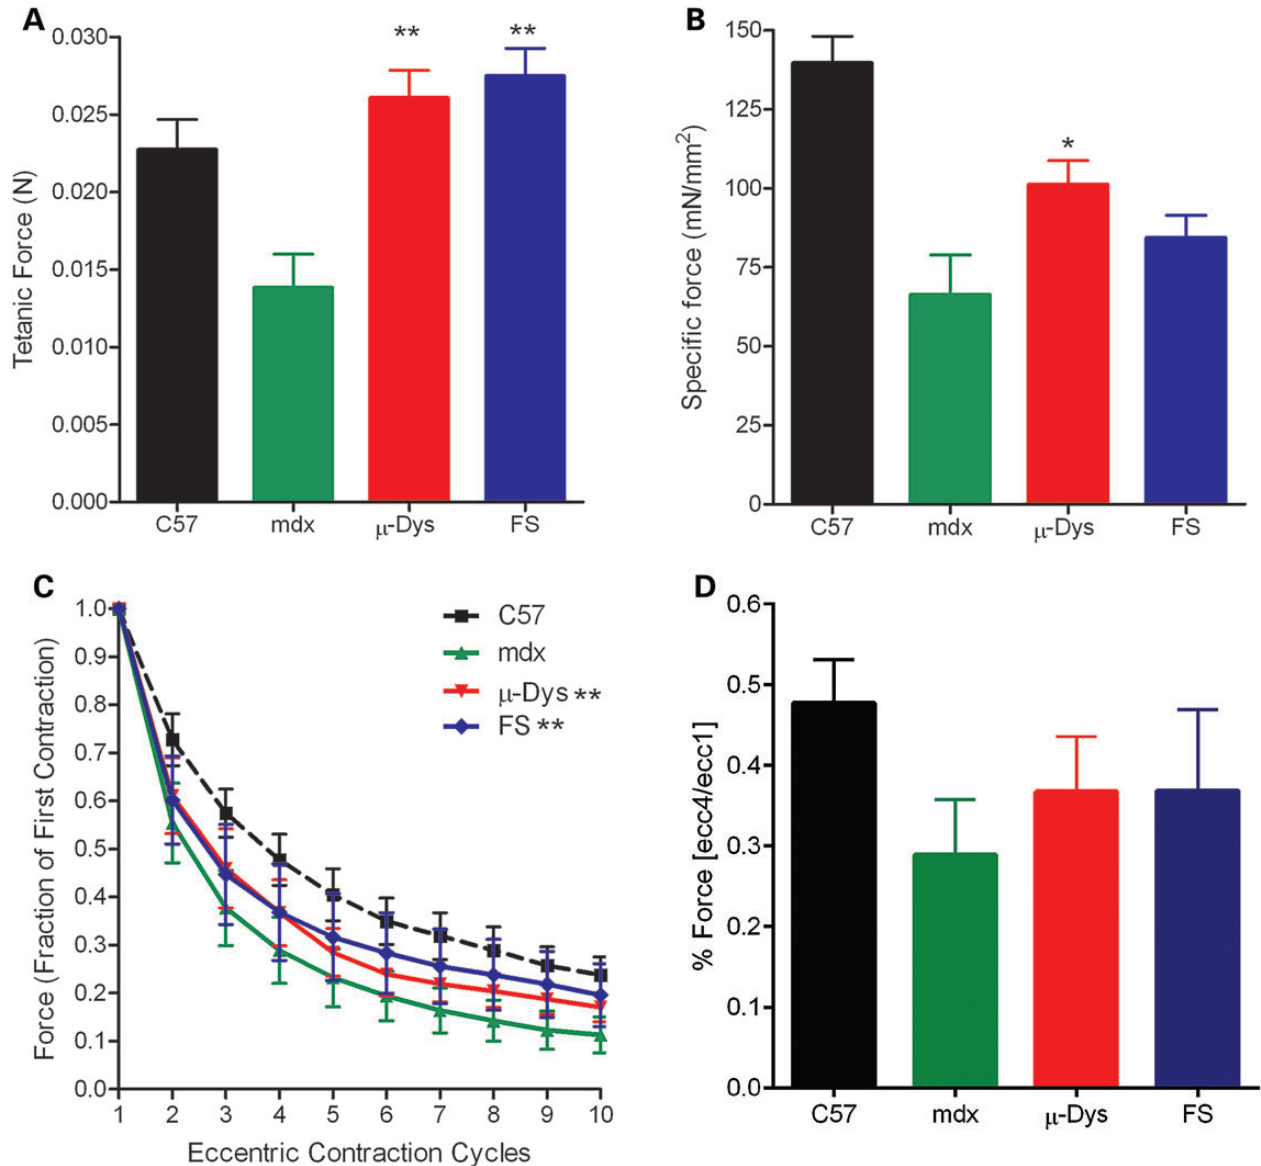 A
Tetanic Force (N)
0.030
0.025
0.020
0.015
0.010
0.005
0.000
** **
C57 mdx μ-Dys FS
B
Specific force (mN/mm²)
150
125
100
75
50
25
0
*
C57 mdx μ-Dys FS
C
Force (Fraction of First Contraction)
1.0
0.9
0.8
0.7
0.6
0.5
0.4
0.3
0.2
0.1
0.0
C57
mdx
μ-Dys **
FS **
1 2 3 4 5 6 7 8 9 10
Eccentric Contraction Cycles
D
% Force [ecc4/ecc1]
0.6
0.5
0.4
0.3
0.2
0.1
0.0
C57 mdx μ-Dys FS